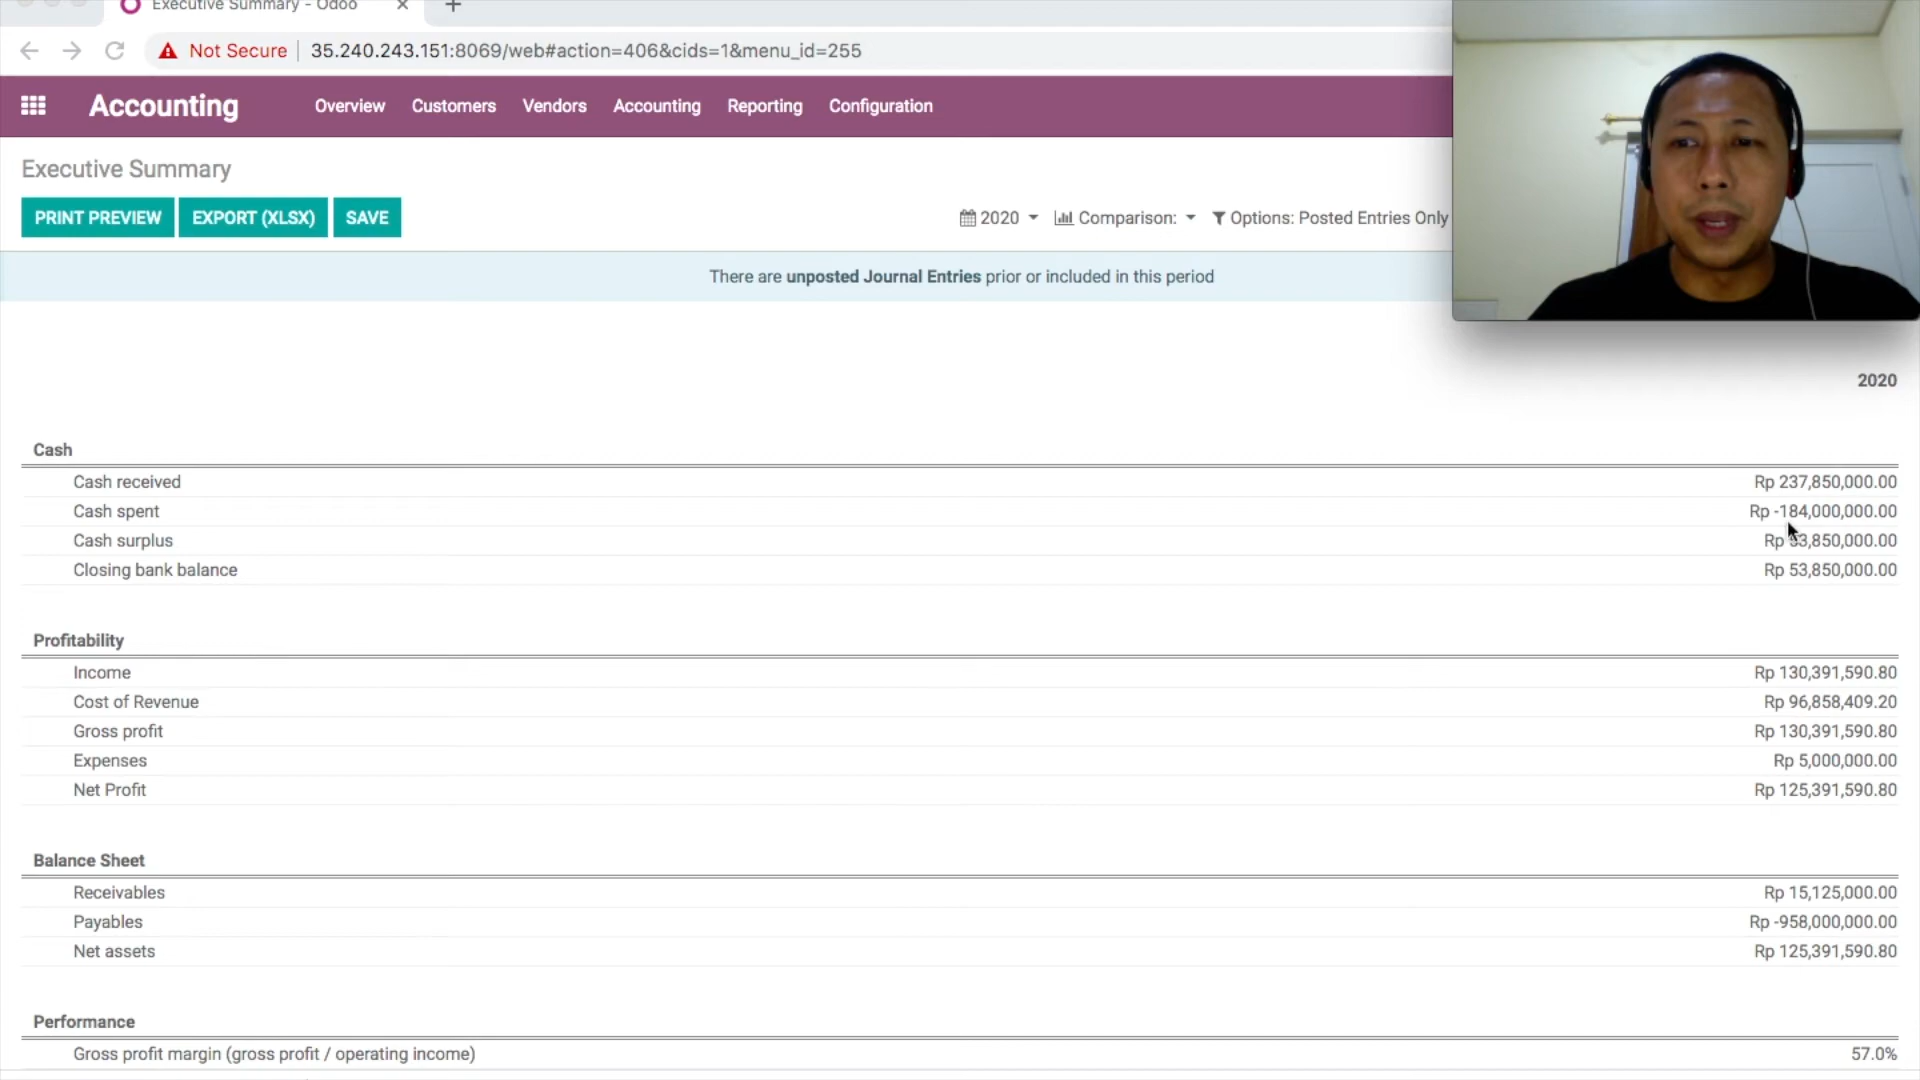 Executive Summary - Odoo
Not Secure 35.240.243.151:8069/web#action=406&cids=1&menu_id=255
Accounting Overview Customers Vendors Accounting Reporting Configuration
Executive Summary
PRINT PREVIEW EXPORT (XLSX) SAVE 2020 Comparison: Options: Posted Entries Only
There are unposted Journal Entries prior or included in this period
2020
Cash
Cash received Rp 237,850,000.00
Cash spent Rp -184,000,000.00
Cash surplus Rp 53,850,000.00
Closing bank balance Rp 53,850,000.00
Profitability
Income Rp 130,391,590.80
Cost of Revenue Rp 96,858,409.20
Gross profit Rp 130,391,590.80
Expenses Rp 5,000,000.00
Net Profit Rp 125,391,590.80
Balance Sheet
Receivables Rp 15,125,000.00
Payables Rp -958,000,000.00
Net assets Rp 125,391,590.80
Performance
Gross profit margin (gross profit / operating income) 57.0%